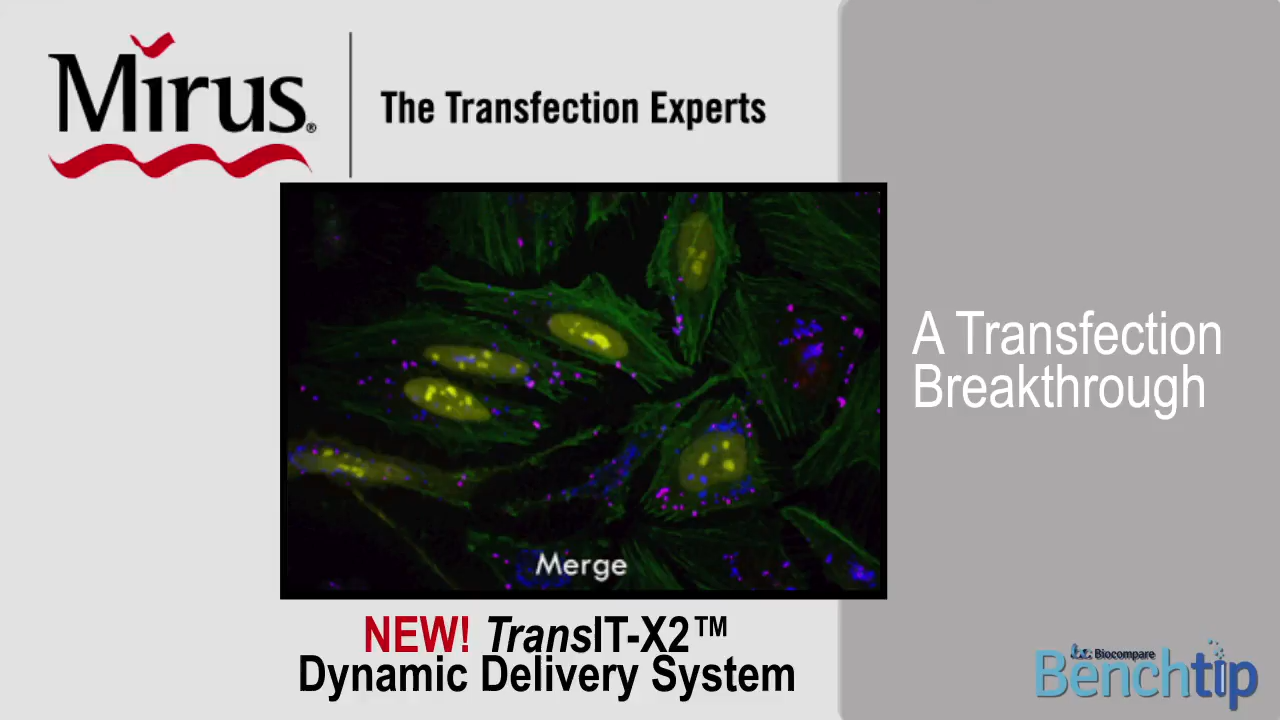 Mirus®
The Transfection Experts
A Transfection
Breakthrough
Merge
NEW! TransIT-X2™
Dynamic Delivery System
Biocompare
Benchtip